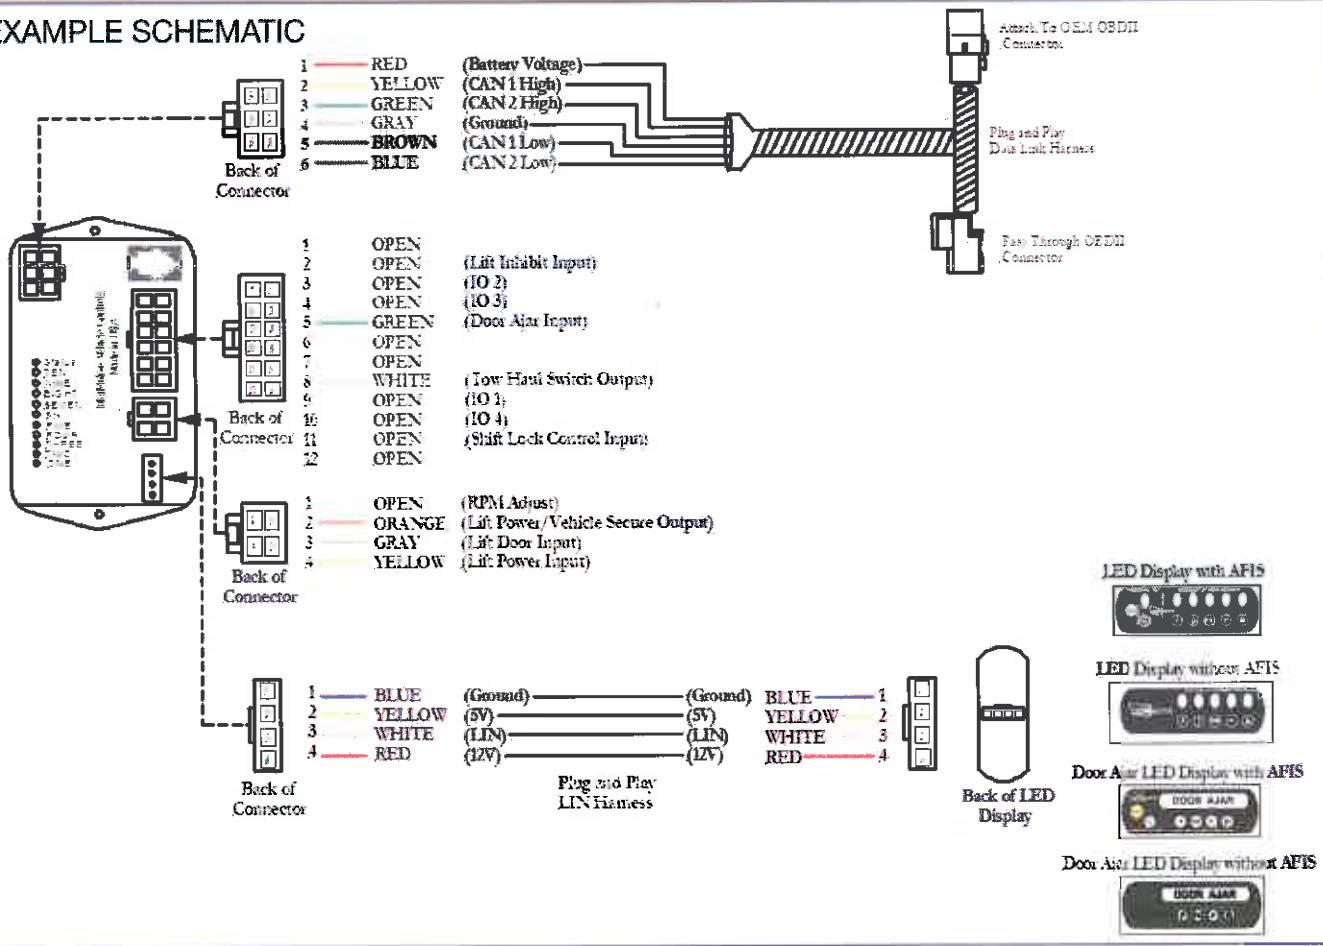 EXAMPLE SCHEMATIC
1 RED (Battery Voltage)
2 YELLOW (CAN 1 High)
3 GREEN (CAN 2 High)
4 GRAY (Ground)
5 BROWN (CAN 1 Low)
6 BLUE (CAN 2 Low)
Back of
Connector
Attach To OEM OBDII
Connector
Plug and Play
Data Link Harness
Pass Through OBDII
Connector
1 OPEN
2 OPEN (Lift Inhibit Input)
3 OPEN (IO 2)
4 OPEN (IO 3)
5 GREEN (Door Ajar Input)
6 OPEN
7 OPEN
8 WHITE (Tow Haul Switch Output)
9 OPEN (IO 1)
10 OPEN (IO 4)
11 OPEN (Shift Lock Control Input)
12 OPEN
Back of
Connector
Made in USA
1 OPEN (RPM Adjust)
2 ORANGE (Lift Power/Vehicle Secure Output)
3 GRAY (Lift Door Input)
4 YELLOW (Lift Power Input)
Back of
Connector
1 BLUE (Ground) (Ground) BLUE 1
2 YELLOW (5V) (5V) YELLOW 2
3 WHITE (LIN) (LIN) WHITE 3
4 RED (12V) (12V) RED 4
Back of
Connector
Plug and Play
LIN Harness
Back of LED
Display
LED Display with AFIS
LED Display without AFIS
Door Ajar LED Display with AFIS
DOOR AJAR
Door Ajar LED Display without AFIS
DOOR AJAR